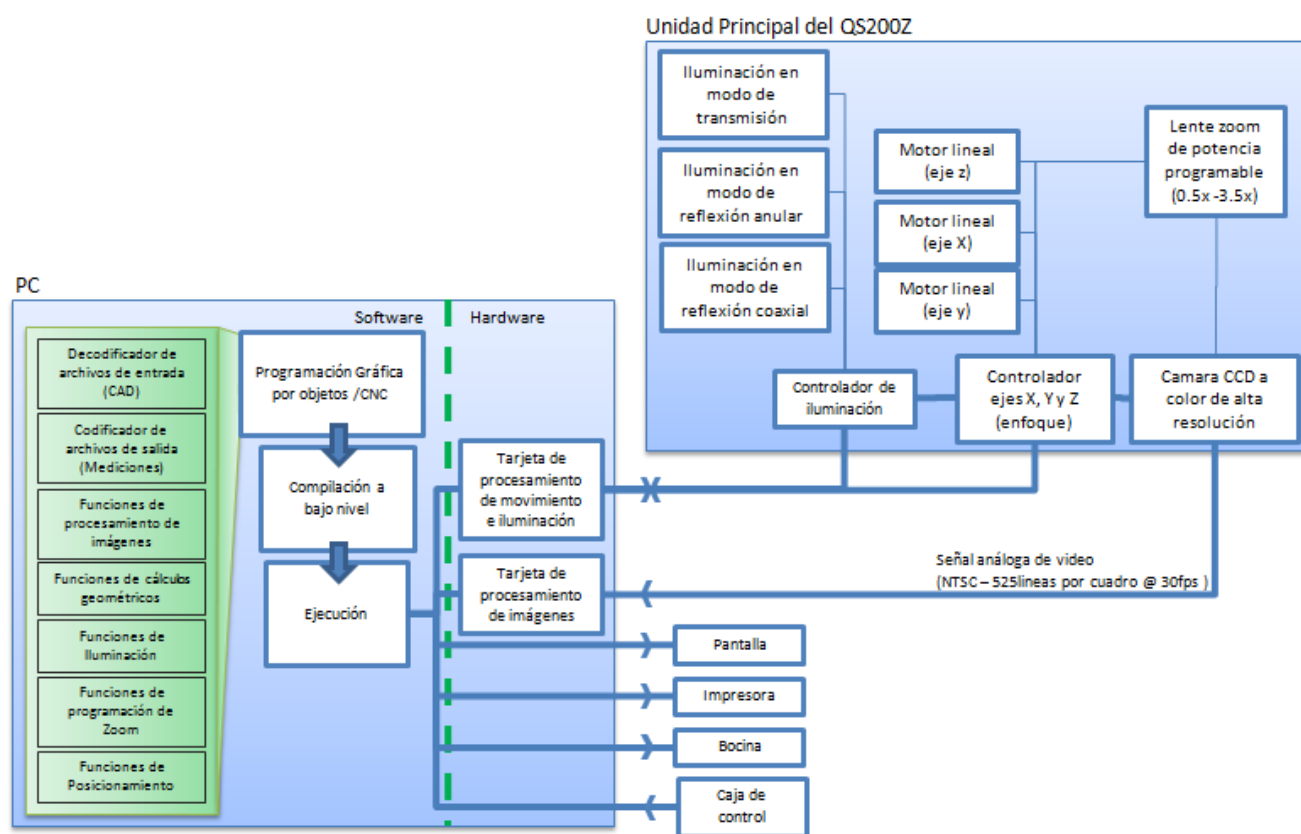 Unidad Principal del QS200Z
Iluminación en
modo de
transmisión
Iluminación en
modo de
reflexión anular
Iluminación en
modo de
reflexión coaxial
Motor lineal
(eje z)
Motor lineal
(eje X)
Motor lineal
(eje y)
Lente zoom
de potencia
programable
(0.5x -3.5x)
Controlador de
iluminación
Controlador
ejes X, Y y Z
(enfoque)
Camara CCD a
color de alta
resolución
PC
Software
Hardware
Decodificador de
archivos de entrada
(CAD)
Codificador de
archivos de salida
(Mediciones)
Funciones de
procesamiento de
imágenes
Funciones de cálculos
geométricos
Funciones de
Iluminación
Funciones de
programación de
Zoom
Funciones de
Posicionamiento
Programación Gráfica
por objetos /CNC
Compilación a
bajo nivel
Ejecución
Tarjeta de
procesamiento
de movimiento
e iluminación
Tarjeta de
procesamiento
de imágenes
Señal análoga de video
(NTSC – 525lineas por cuadro @ 30fps )
Pantalla
Impresora
Bocina
Caja de
control